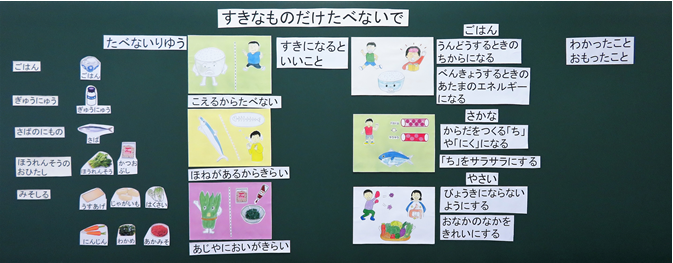 すきなものだけたべないで
たべないりゆう
すきになると
いいこと
わかったこと
おもったこと
ごはん
ごはん
ぎゅうにゅう
ぎゅうにゅう
さばのにもの
さば
ほうれんそうの
おひたし
ほうれんそう
かつお
ぶし
みそしる
うすあげ
じゃがいも
はくさい
にんじん
わかめ
あかみそ
こえるからたべない
ほねがあるからきらい
あじやにおいがきらい
ごはん
うんどうするときの
ちからになる
べんきょうするときの
あたまのエネルギー
になる
さかな
からだをつくる「ち」
や「にく」になる
「ち」をサラサラにする
やさい
びょうきにならない
ようにする
おなかのなかを
きれいにする